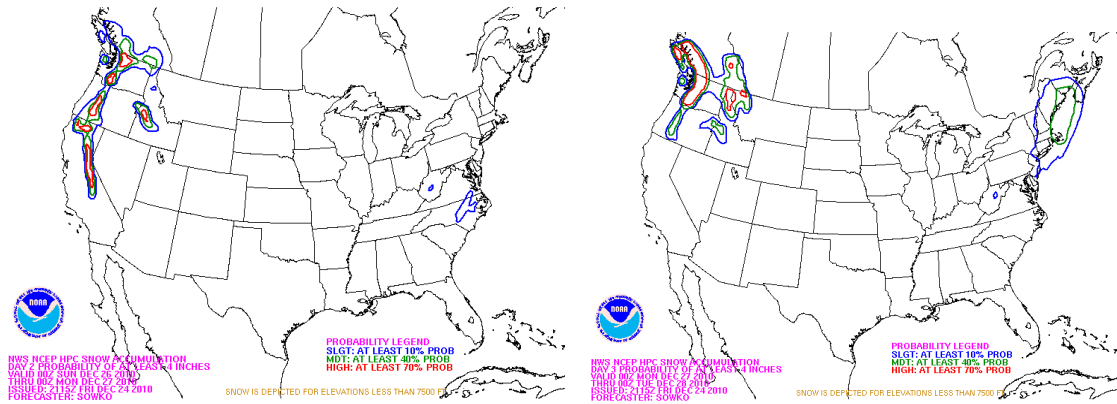 NOAA
PROBABILITY LEGEND
SLGT: AT LEAST 10% PROB
MDT: AT LEAST 40% PROB
HIGH: AT LEAST 70% PROB
NWS NCEP HPC SNOW ACCUMULATION
DAY 2 PROBABILITY OF AT LEAST 4 INCHES
VALID 00Z SUN DEC 26 2010
THRU 00Z MON DEC 27 2010
ISSUED: 2115Z FRI DEC 24 2010
FORECASTER: SOWKO
SNOW IS DEPICTED FOR ELEVATIONS LESS THAN 7500 FT
NOAA
PROBABILITY LEGEND
SLGT: AT LEAST 10% PROB
MDT: AT LEAST 40% PROB
HIGH: AT LEAST 70% PROB
NWS NCEP HPC SNOW ACCUMULATION
DAY 3 PROBABILITY OF AT LEAST 4 INCHES
VALID 00Z MON DEC 27 2010
THRU 00Z TUE DEC 28 2010
ISSUED: 2115Z FRI DEC 24 2010
FORECASTER: SOWKO
SNOW IS DEPICTED FOR ELEVATIONS LESS THAN 7500 FT